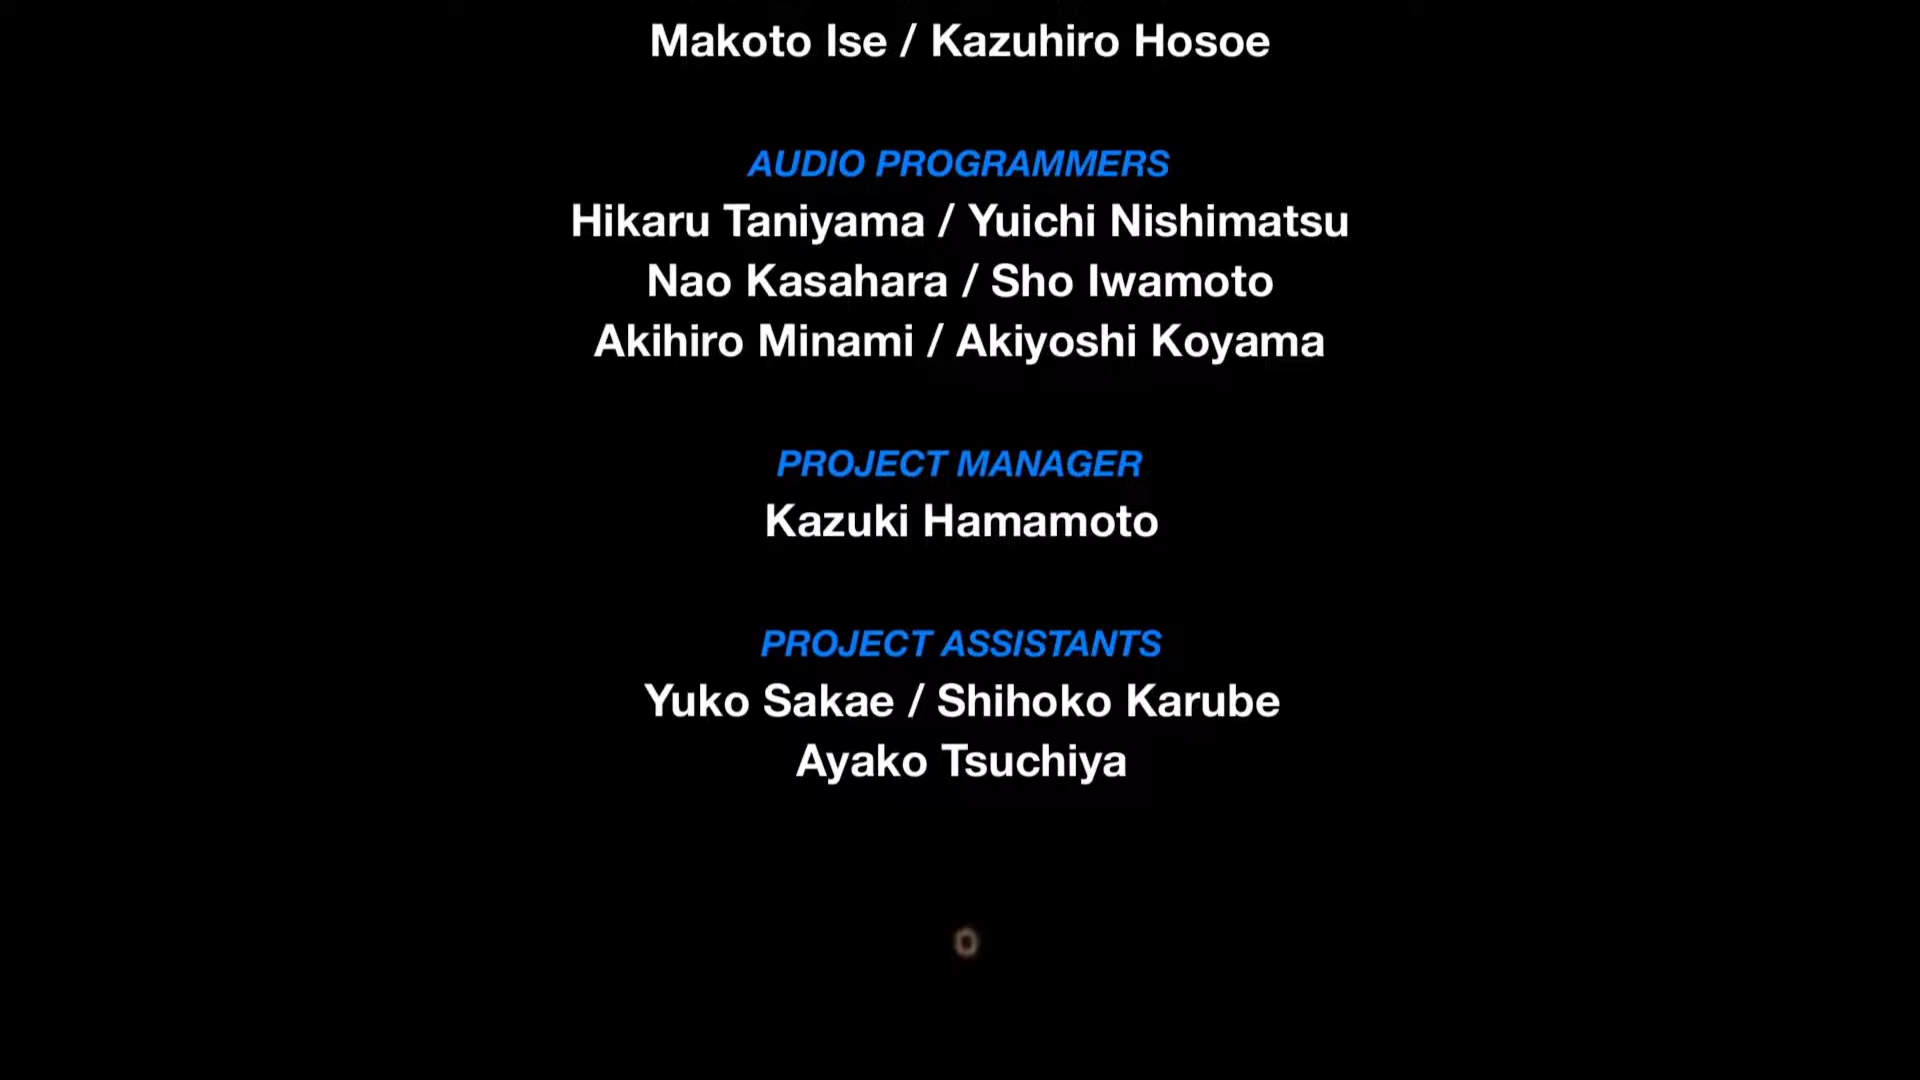 Makoto Ise / Kazuhiro Hosoe
AUDIO PROGRAMMERS
Hikaru Taniyama / Yuichi Nishimatsu
Nao Kasahara / Sho Iwamoto
Akihiro Minami / Akiyoshi Koyama
PROJECT MANAGER
Kazuki Hamamoto
PROJECT ASSISTANTS
Yuko Sakae / Shihoko Karube
Ayako Tsuchiya
0